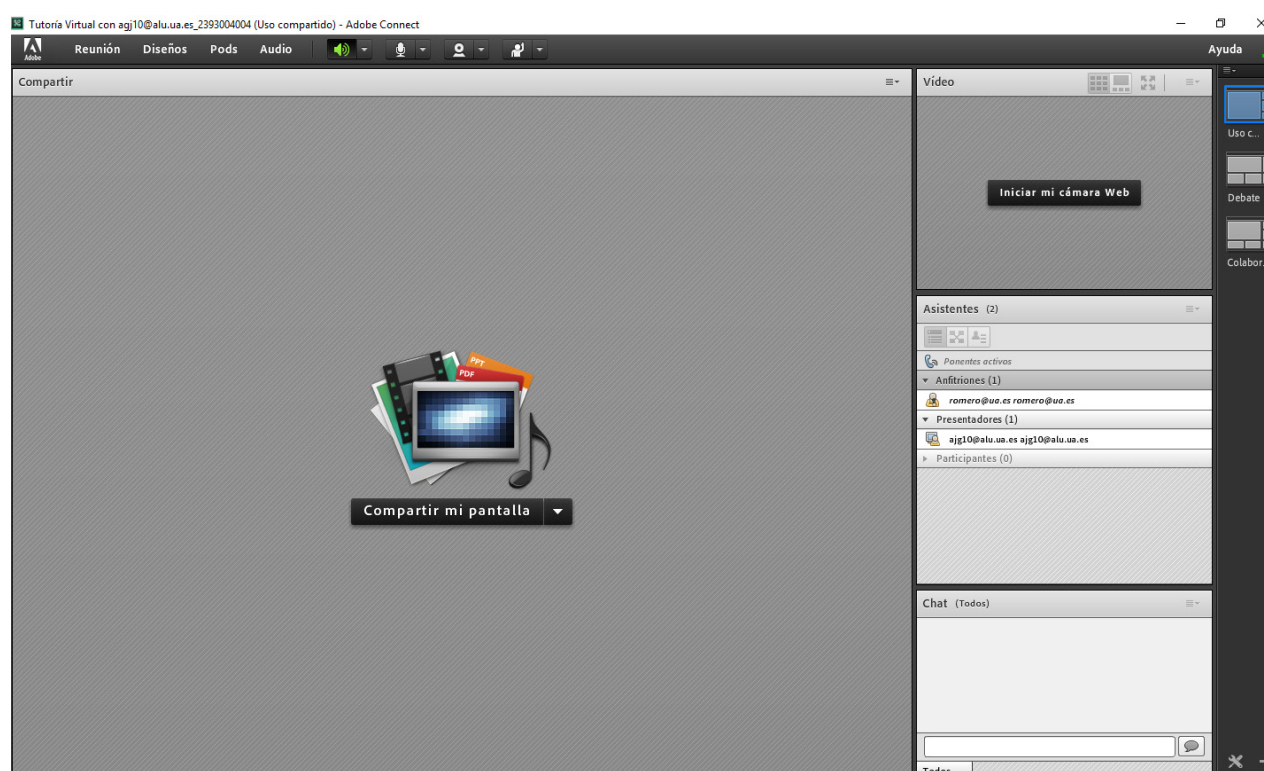 Tutoría Virtual con agj10@alu.ua.es_2393004004 (Uso compartido) - Adobe Connect
Adobe
Reunión Diseños Pods Audio Ayuda
Compartir
PPT
PDF
Compartir mi pantalla
Vídeo
Iniciar mi cámara Web
Asistentes (2)
Ponentes activos
Anfitriones (1)
romero@ua.es romero@ua.es
Presentadores (1)
ajg10@alu.ua.es ajg10@alu.ua.es
Participantes (0)
Chat (Todos)
Todos
Uso c...
Debate
Colabor.